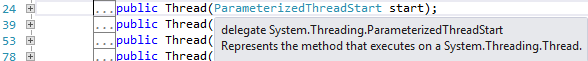 24 ...public Thread(ParameterizedThreadStart start);
39 ...public Thread(
delegate System.Threading.ParameterizedThreadStart
53 ...public Thread(
Represents the method that executes on a System.Threading.Thread.
78 ...public Thread(